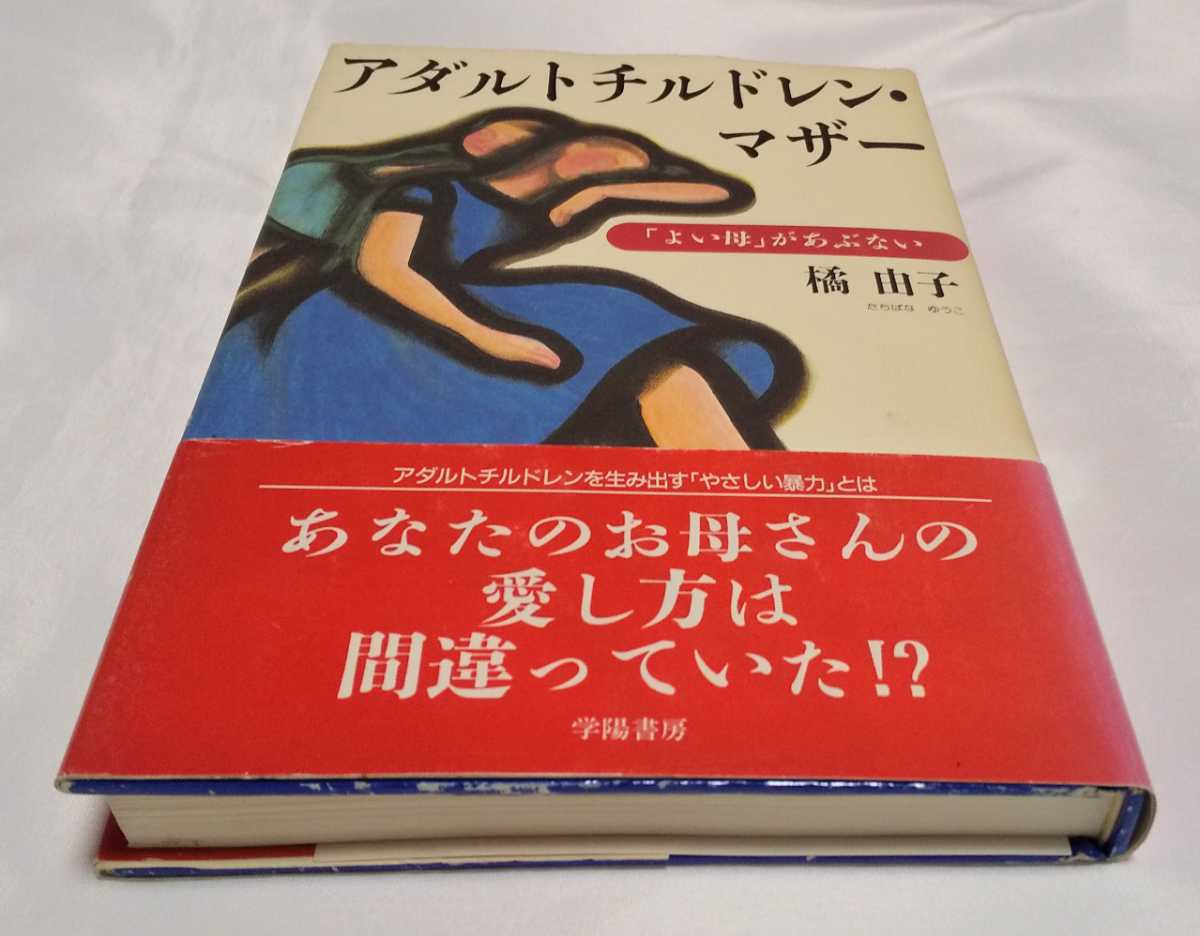 アダルトチルドレン・
マザー
「よい母」があぶない
橘 由子
たちばな ゆうこ
アダルトチルドレンを生み出す「やさしい暴力」とは
あなたのお母さんの
愛し方は
間違っていた!?
学陽書房